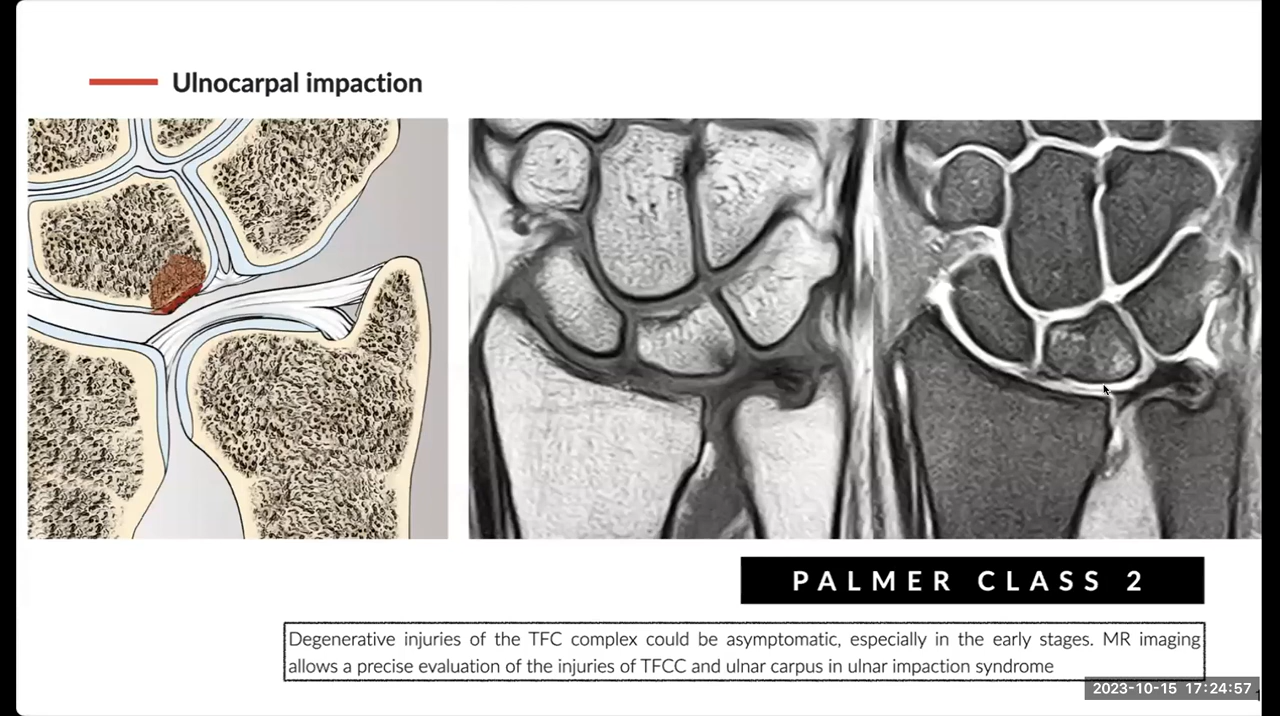 Ulnocarpal impaction
PALMER CLASS 2
Degenerative injuries of the TFC complex could be asymptomatic, especially in the early stages. MR imaging
allows a precise evaluation of the injuries of TFCC and ulnar carpus in ulnar impaction syndrome
2023-10-15 17:24:57